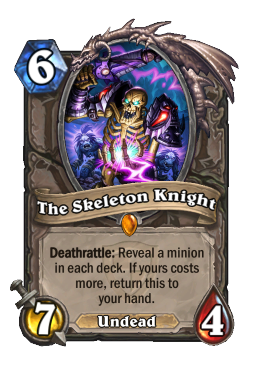 6
The Skeleton Knight
Deathrattle: Reveal a minion
in each deck. If yours costs
more, return this to
your hand.
7
Undead
4